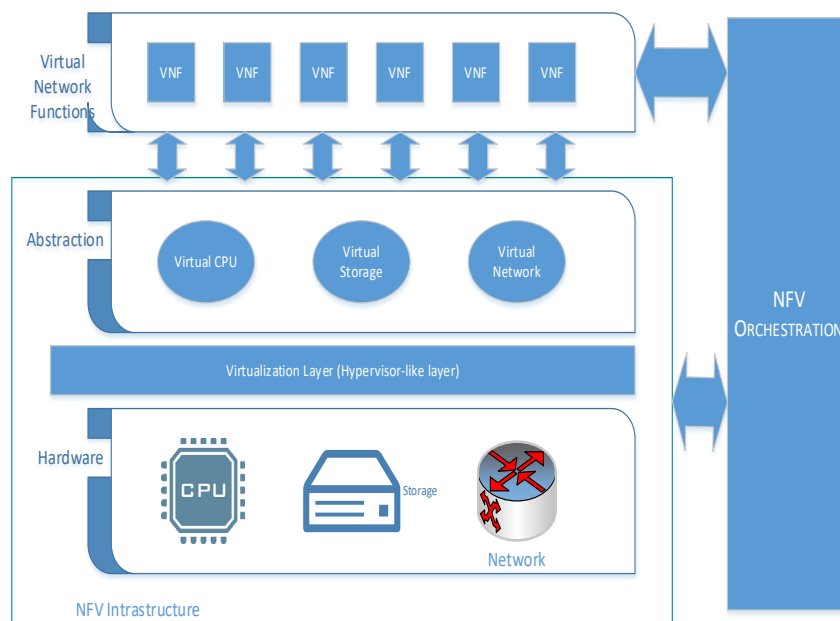 Virtual
Network
Functions
VNF VNF VNF VNF VNF VNF
Abstraction
Virtual CPU
Virtual
Storage
Virtual
Network
Virtualization Layer (Hypervisor-like layer)
Hardware
CPU
Storage
Network
NFV Intrastructure
NFV
ORCHESTRATION